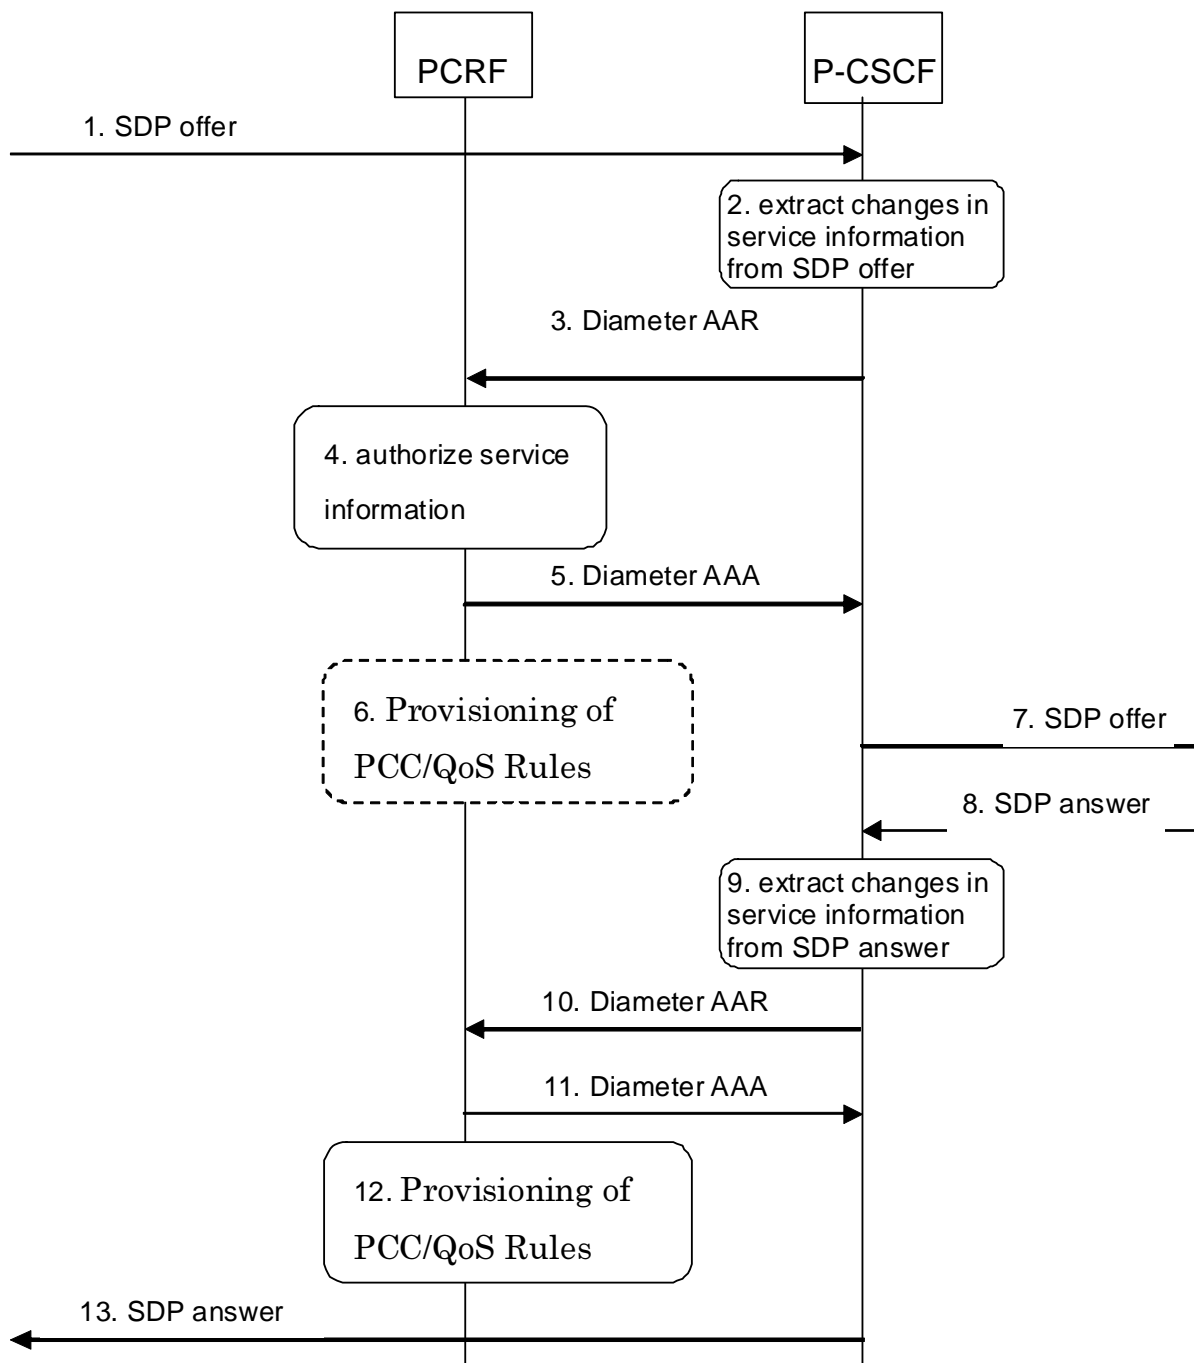 PCRF
P-CSCF
1. SDP offer
2. extract changes in
service information
from SDP offer
3. Diameter AAR
4. authorize service
information
5. Diameter AAA
6. Provisioning of
PCC/QoS Rules
7. SDP offer
8. SDP answer
9. extract changes in
service information
from SDP answer
10. Diameter AAR
11. Diameter AAA
12. Provisioning of
PCC/QoS Rules
13. SDP answer